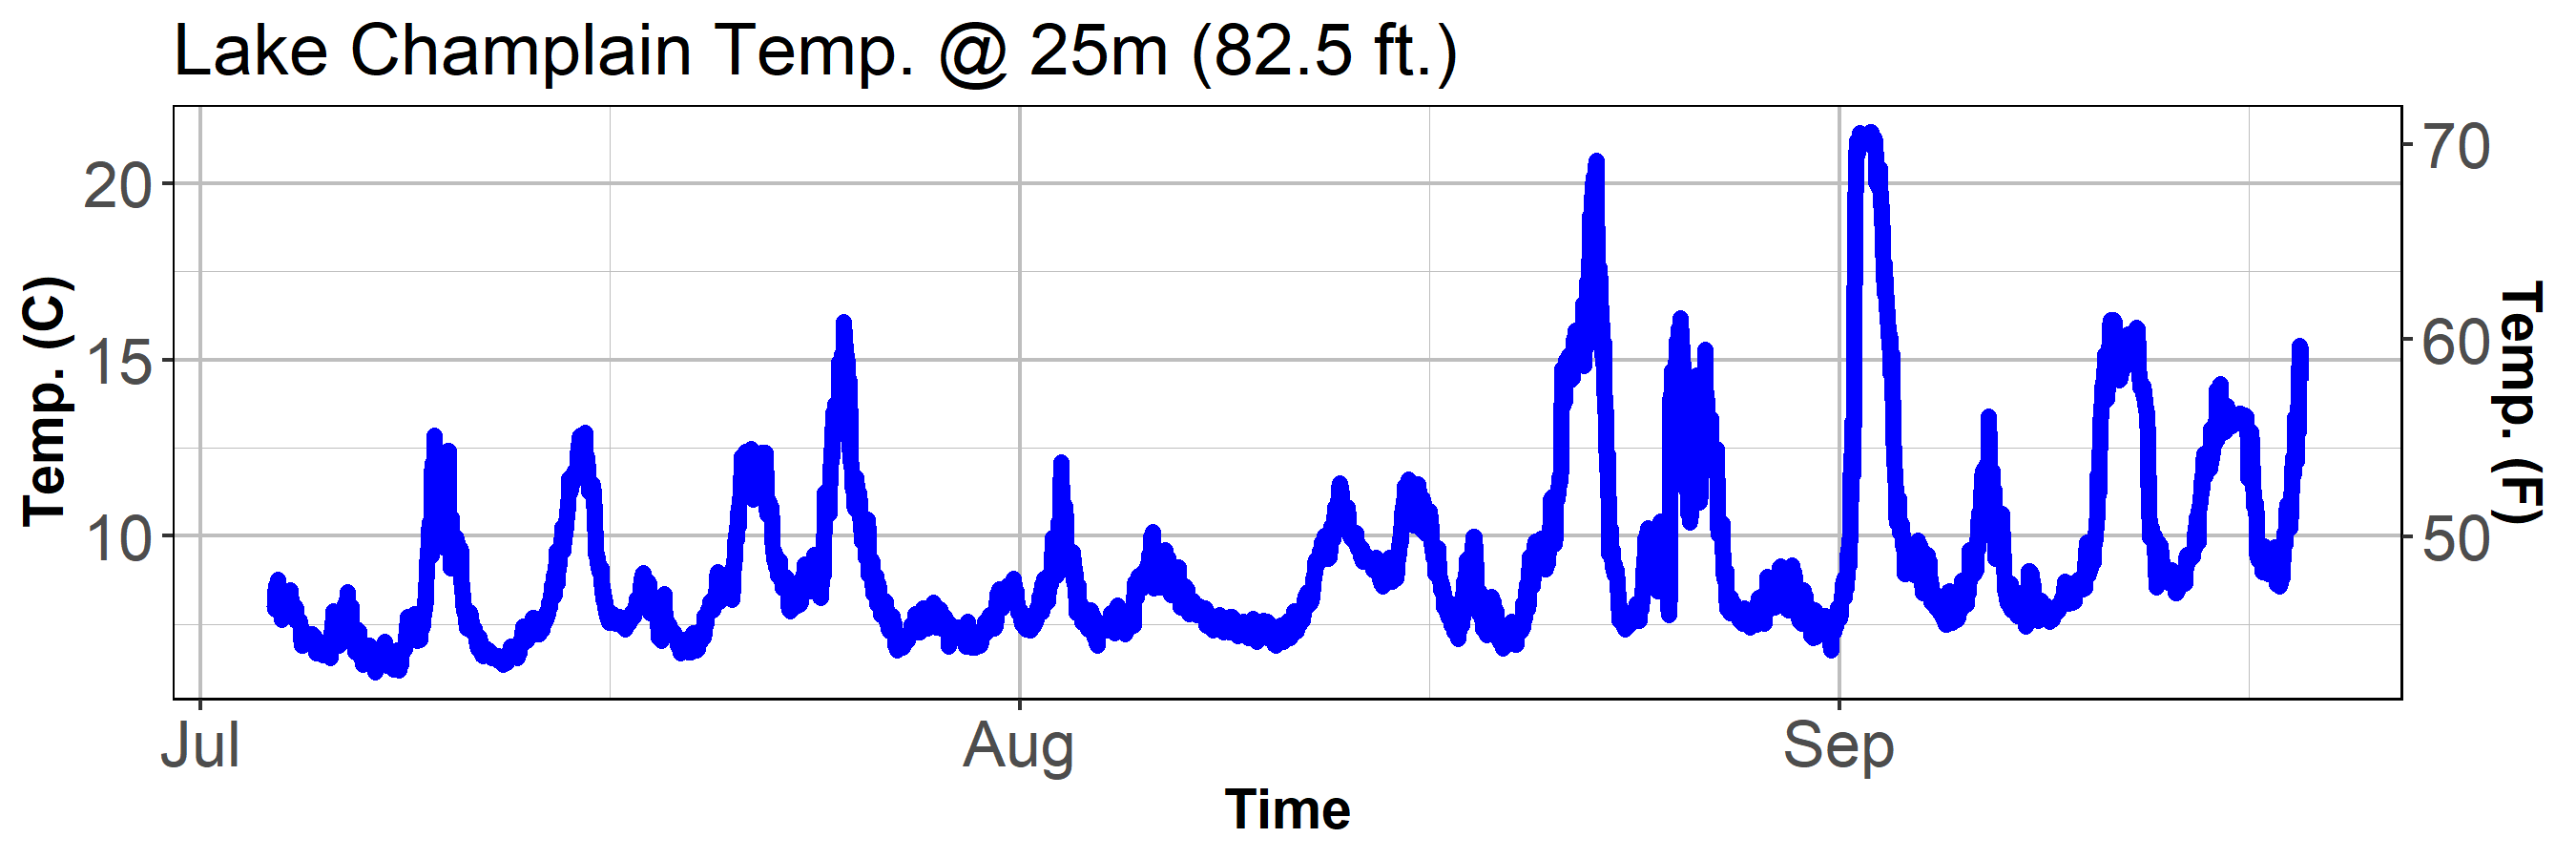 Lake Champlain Temp. @ 25m (82.5 ft.)
Temp. (C)
20
15
10
70
60
50
Temp. (F)
Jul Aug Sep
Time